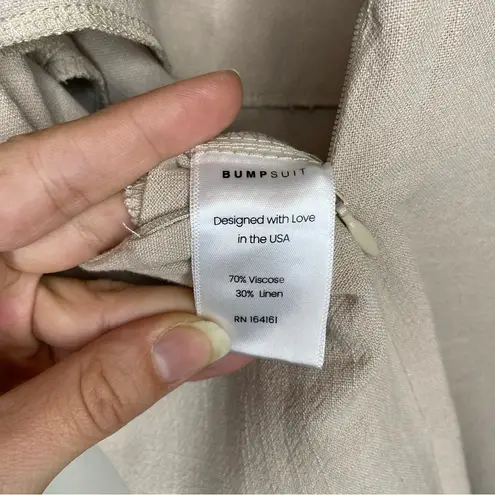 BUMPSUIT
Designed with Love
in the USA
70% Viscose
30% Linen
RN 164161